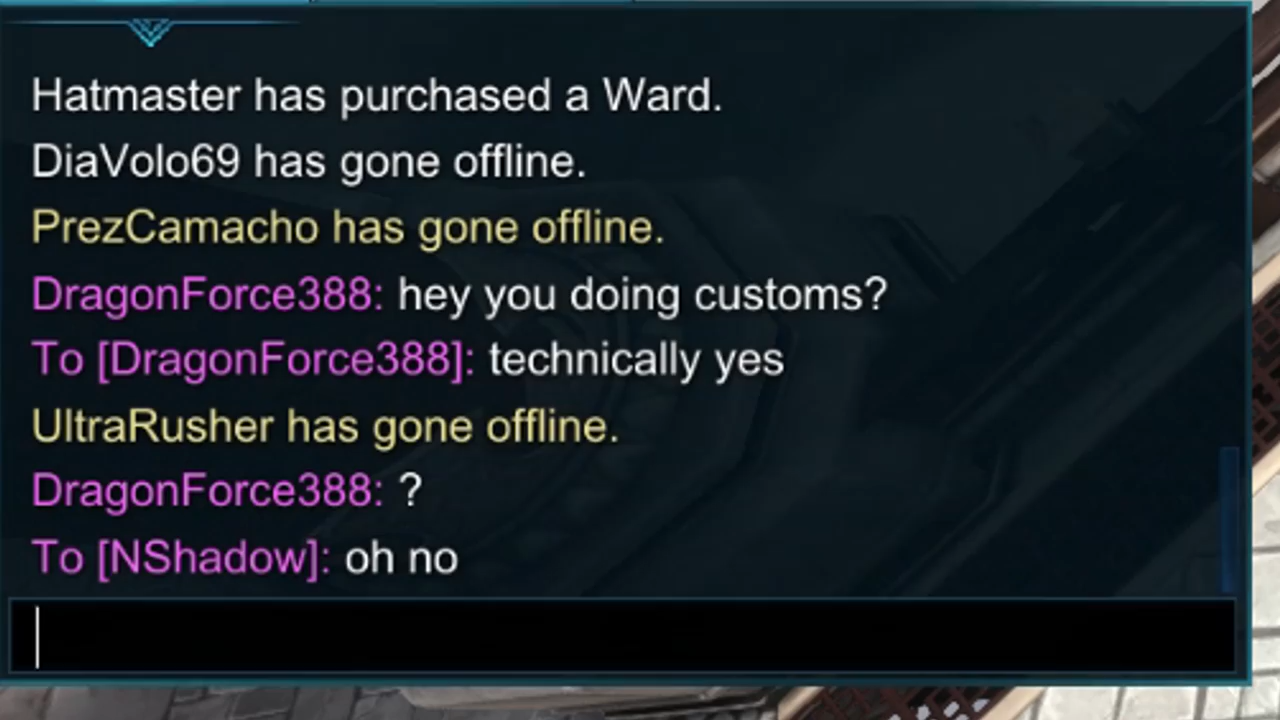 Hatmaster has purchased a Ward.
DiaVolo69 has gone offline.
PrezCamacho has gone offline.
DragonForce388: hey you doing customs?
To [DragonForce388]: technically yes
UltraRusher has gone offline.
DragonForce388: ?
To [NShadow]: oh no